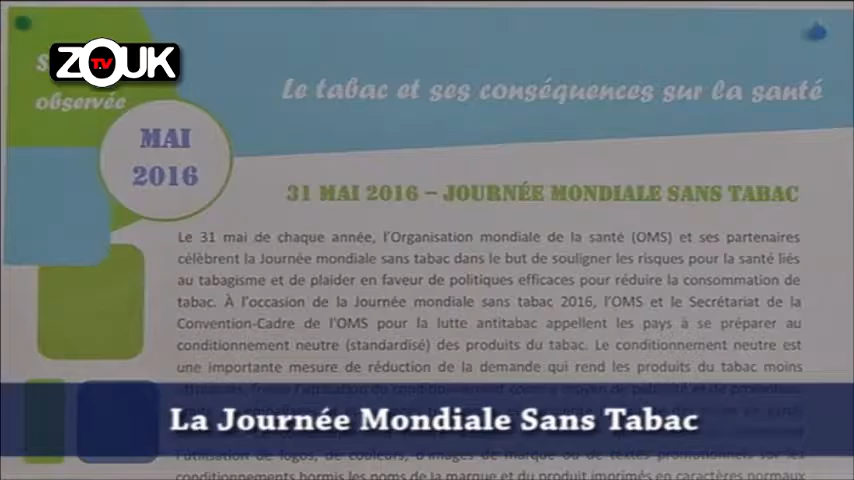 ZOUK
TV
S
observée
MAI
2016
Le tabac et ses conséquences sur la santé
31 MAI 2016 – JOURNÉE MONDIALE SANS TABAC
Le 31 mai de chaque année, l'Organisation mondiale de la santé (OMS) et ses partenaires
célèbrent la Journée mondiale sans tabac dans le but de souligner les risques pour la santé liés
au tabagisme et de plaider en faveur de politiques efficaces pour réduire la consommation de
tabac. À l'occasion de la Journée mondiale sans tabac 2016, l'OMS et le Secrétariat de la
Convention-Cadre de l'OMS pour la lutte antitabac appellent les pays à se préparer au
conditionnement neutre (standardisé) des produits du tabac. Le conditionnement neutre est
une importante mesure de réduction de la demande qui rend les produits du tabac moins
La Journée Mondiale Sans Tabac
l'utilisation de logos, de couleurs, d'images de marque ou de textes promotionnels sur les
conditionnements hormis les noms de la marque et du produit imprimés en caractères normaux